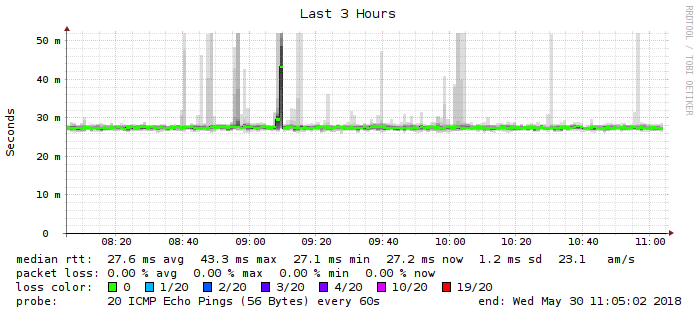 Last 3 Hours
RRDTOOL / TOBI OETIKER
Seconds
50 m
40 m
30 m
20 m
10 m
0
08:20 08:40 09:00 09:20 09:40 10:00 10:20 10:40 11:00
median rtt: 27.6 ms avg 43.3 ms max 27.1 ms min 27.2 ms now 1.2 ms sd 23.1 am/s
packet loss: 0.00 % avg 0.00 % max 0.00 % min 0.00 % now
loss color: 0 1/20 2/20 3/20 4/20 10/20 19/20
probe: 20 ICMP Echo Pings (56 Bytes) every 60s end: Wed May 30 11:05:02 2018